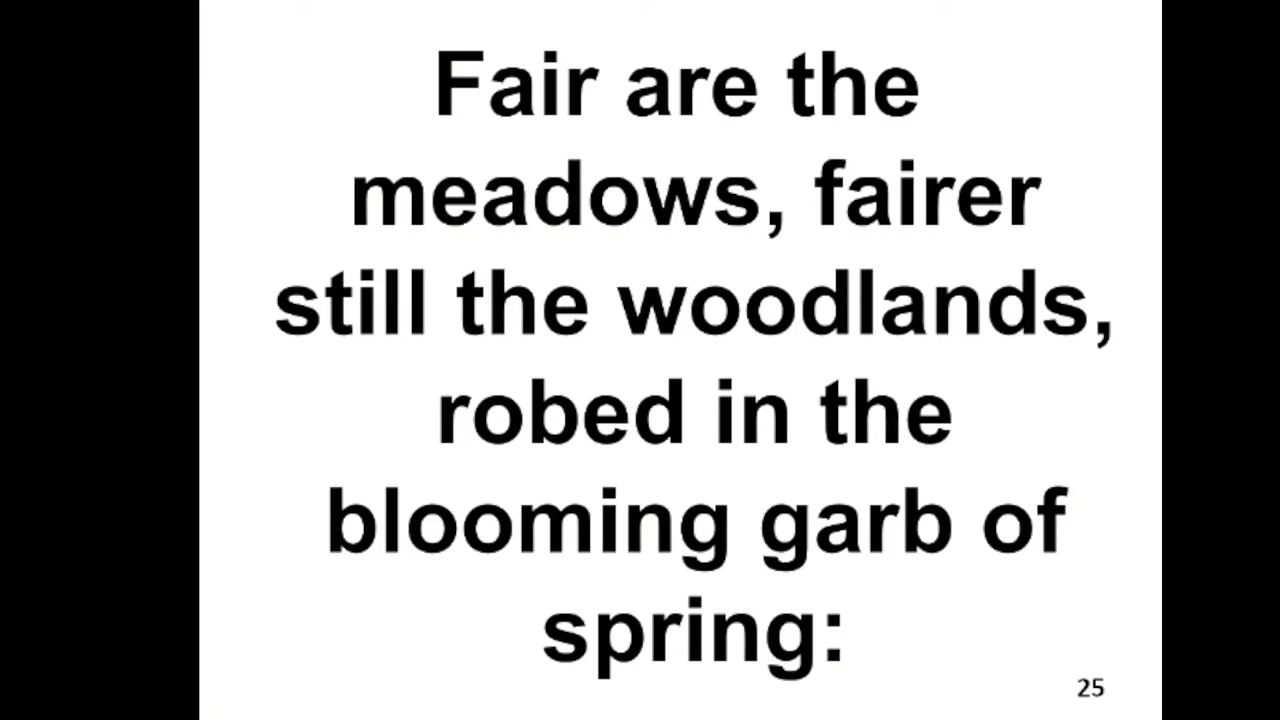 Fair are the
meadows, fairer
still the woodlands,
robed in the
blooming garb of
spring:
25